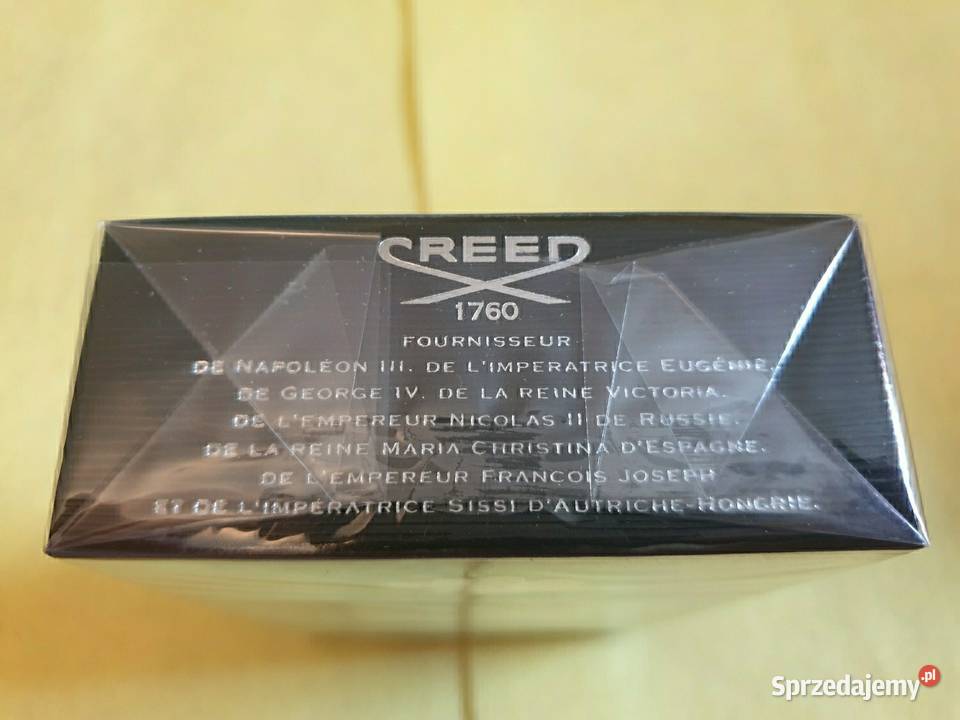 CREED
1760
FOURNISSEUR
DE NAPOLÉON III. DE L'IMPERATRICE EUGÉNIE.
DE GEORGE IV. DE LA REINE VICTORIA.
DE L'EMPEREUR NICOLAS II DE RUSSIE.
DE LA REINE MARIA CHRISTINA D'ESPAGNE.
DE L'EMPEREUR FRANCOIS JOSEPH
ET DE L'IMPÉRATRICE SISSI D'AUTRICHE-HONGRIE.
Sprzedajemy.pl